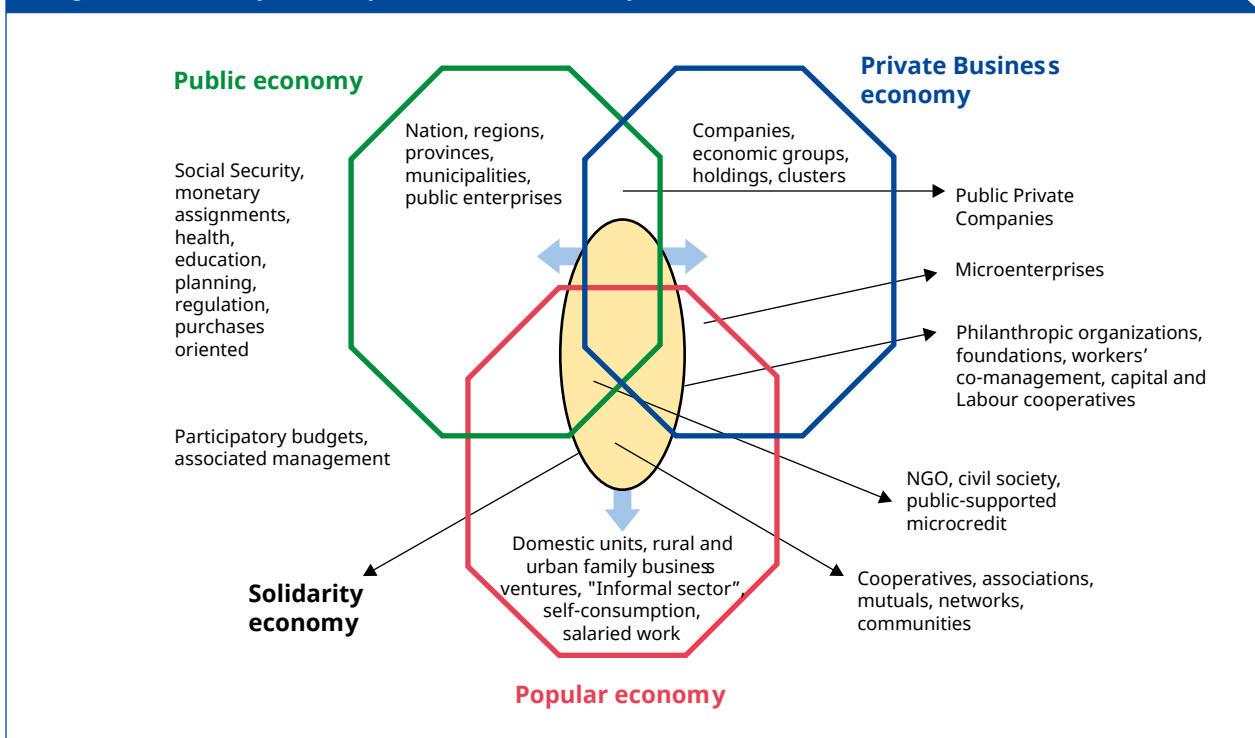 Public economy
Private Business
economy
Nation, regions,
provinces,
municipalities,
public enterprises
Companies,
economic groups,
holdings, clusters
Social Security,
monetary
assignments,
health,
education,
planning,
regulation,
purchases
oriented
Public Private
Companies
Microenterprises
Philanthropic organizations,
foundations, workers’
co-management, capital and
Labour cooperatives
Participatory budgets,
associated management
NGO, civil society,
public-supported
microcredit
Domestic units, rural and
urban family business
ventures, "Informal sector”,
self-consumption,
salaried work
Solidarity
economy
Cooperatives, associations,
mutuals, networks,
communities
Popular economy